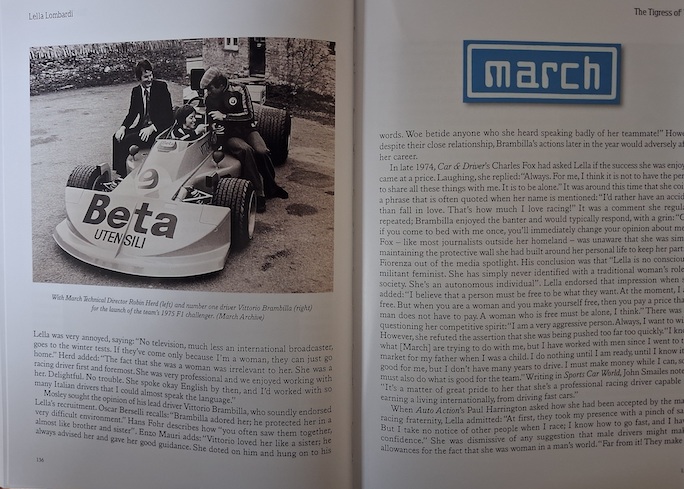 Lella Lombardi
9
Beta
UTENSILI
With March Technical Director Robin Herd (left) and number one driver Vittorio Brambilla (right)
for the launch of the team's 1975 F1 challenger. (March Archive)
Lella was very annoyed, saying: "No television, much less an international broadcaster,
goes to the winter tests. If they've come only because I'm a woman, they can go
home." Herd added: "The fact that she was a woman was irrelevant to her. She was a
racing driver first and foremost. She was very professional and we enjoyed working with
her. Delightful. No trouble. She spoke okay English by then, and I'd worked with so
many Italian drivers that I could almost speak the language."
Mosley sought the opinion of lead driver Vittorio Brambilla, who soundly endorsed
Lella's recruitment. Oscar Berselli recalls: "Brambilla adored her; he protected her in a
very difficult environment." Hans Fohr describes how "you often saw them together,
almost like brother and sister". Enzo Mauri adds: "Vittorio loved her like a sister; he
always advised her and gave her good guidance. She doted on him and hung on to his
136
The Tigress of
march
words. Woe betide anyone who she heard speaking badly of her teammate!" Howe
despite their close relationship, Brambilla's actions later in the year would adversely af
her career.
In late 1974, Car & Driver's Charles Fox had asked Lella if the success she was enjoy
came at a price. Laughing, she replied: "Always. For me, I think it is not to have the per
to share all these things with me. It is to be alone." It was around this time that she coi
a phrase that is often quoted when her name is mentioned: "I'd rather have an accid
than fall in love. That's how much I love racing!" It was a comment she regula
repeated; Brambilla enjoyed the banter and would typically respond, with a grin: "O
if you come to bed with me once, you'll immediately change your opinion about me
Fox – like most journalists outside her homeland – was unaware that she was sim
maintaining the protective wall she had built around her personal life to keep her part
Fiorenza out of the media spotlight. His conclusion was that "Lella is no conscious
militant feminist. She has simply never identified with a traditional woman's role
society. She's an autonomous individual". Lella endorsed that impression when s
added: "I believe that a person must be free to be what they want. At the moment, I a
free. But when you are a woman and you make yourself free, then you pay a price tha
man does not have to pay. A woman who is free must be alone, I think." There was
questioning her competitive spirit: "I am a very aggressive person. Always, I want to wi
However, she refuted the assertion that she was being pushed too far too quickly. "I kno
what [March] are trying to do with me, but I have worked with men since I went to t
market for my father when I was a child. I do nothing until I am ready, until I know it
good for me, but I don't have many years to drive. I must make money while I can, so
must also do what is good for the team." Writing in Sports Car World, John Smailes note
"It's a matter of great pride to her that she's a professional racing driver capable
earning a living internationally, from driving fast cars."
When Auto Action's Paul Harrington asked how she had been accepted by the ma
racing fraternity, Lella admitted: "At first, they took my presence with a pinch of sa
But I take no notice of other people when I race; I know how to go fast, and I hav
confidence." She was dismissive of any suggestion that male drivers might mak
allowances for the fact that she was woman in a man's world. "Far from it! They make